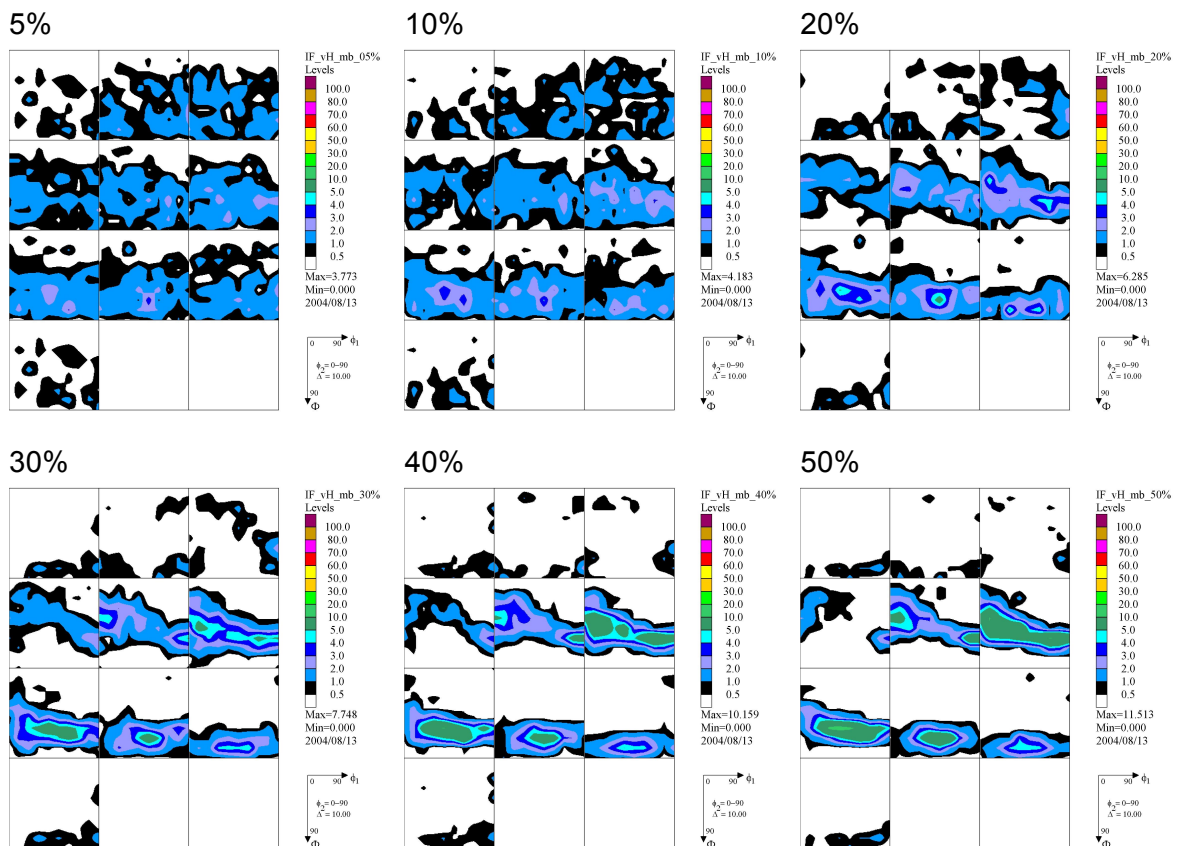 5%
10%
20%
IF_vH_mb_05%
Levels
100.0
80.0
70.0
60.0
50.0
30.0
20.0
10.0
5.0
4.0
3.0
2.0
1.0
0.5
Max=3.773
Min=0.000
2004/08/13
0 90 ϕ1
ϕ2= 0–90
Δ = 10.00
90
Φ
IF_vH_mb_10%
Levels
100.0
80.0
70.0
60.0
50.0
30.0
20.0
10.0
5.0
4.0
3.0
2.0
1.0
0.5
Max=4.183
Min=0.000
2004/08/13
0 90 ϕ1
ϕ2= 0–90
Δ = 10.00
90
Φ
IF_vH_mb_20%
Levels
100.0
80.0
70.0
60.0
50.0
30.0
20.0
10.0
5.0
4.0
3.0
2.0
1.0
0.5
Max=6.285
Min=0.000
2004/08/13
0 90 ϕ1
ϕ2= 0–90
Δ = 10.00
90
Φ
30%
40%
50%
IF_vH_mb_30%
Levels
100.0
80.0
70.0
60.0
50.0
30.0
20.0
10.0
5.0
4.0
3.0
2.0
1.0
0.5
Max=7.748
Min=0.000
2004/08/13
0 90 ϕ1
ϕ2= 0–90
Δ = 10.00
90
Φ
IF_vH_mb_40%
Levels
100.0
80.0
70.0
60.0
50.0
30.0
20.0
10.0
5.0
4.0
3.0
2.0
1.0
0.5
Max=10.159
Min=0.000
2004/08/13
0 90 ϕ1
ϕ2= 0–90
Δ = 10.00
90
Φ
IF_vH_mb_50%
Levels
100.0
80.0
70.0
60.0
50.0
30.0
20.0
10.0
5.0
4.0
3.0
2.0
1.0
0.5
Max=11.513
Min=0.000
2004/08/13
0 90 ϕ1
ϕ2= 0–90
Δ = 10.00
90
Φ